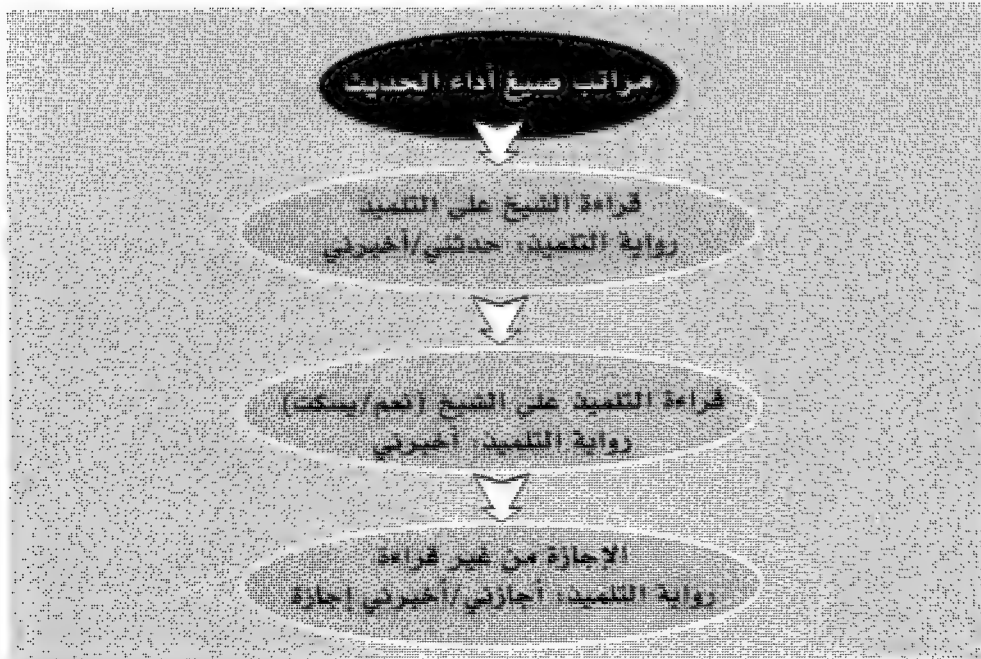 مراتب صيغ أداء الحديث
قراءة الشيخ على التلميذ
رواية التلميذ: حدثني/أخبرني
قراءة التلميذ على الشيخ (نعم/يسكت)
رواية التلميذ: أخبرني
الاجازة من غير قراءة
رواية التلميذ: أجازني/أخبرني إجازة